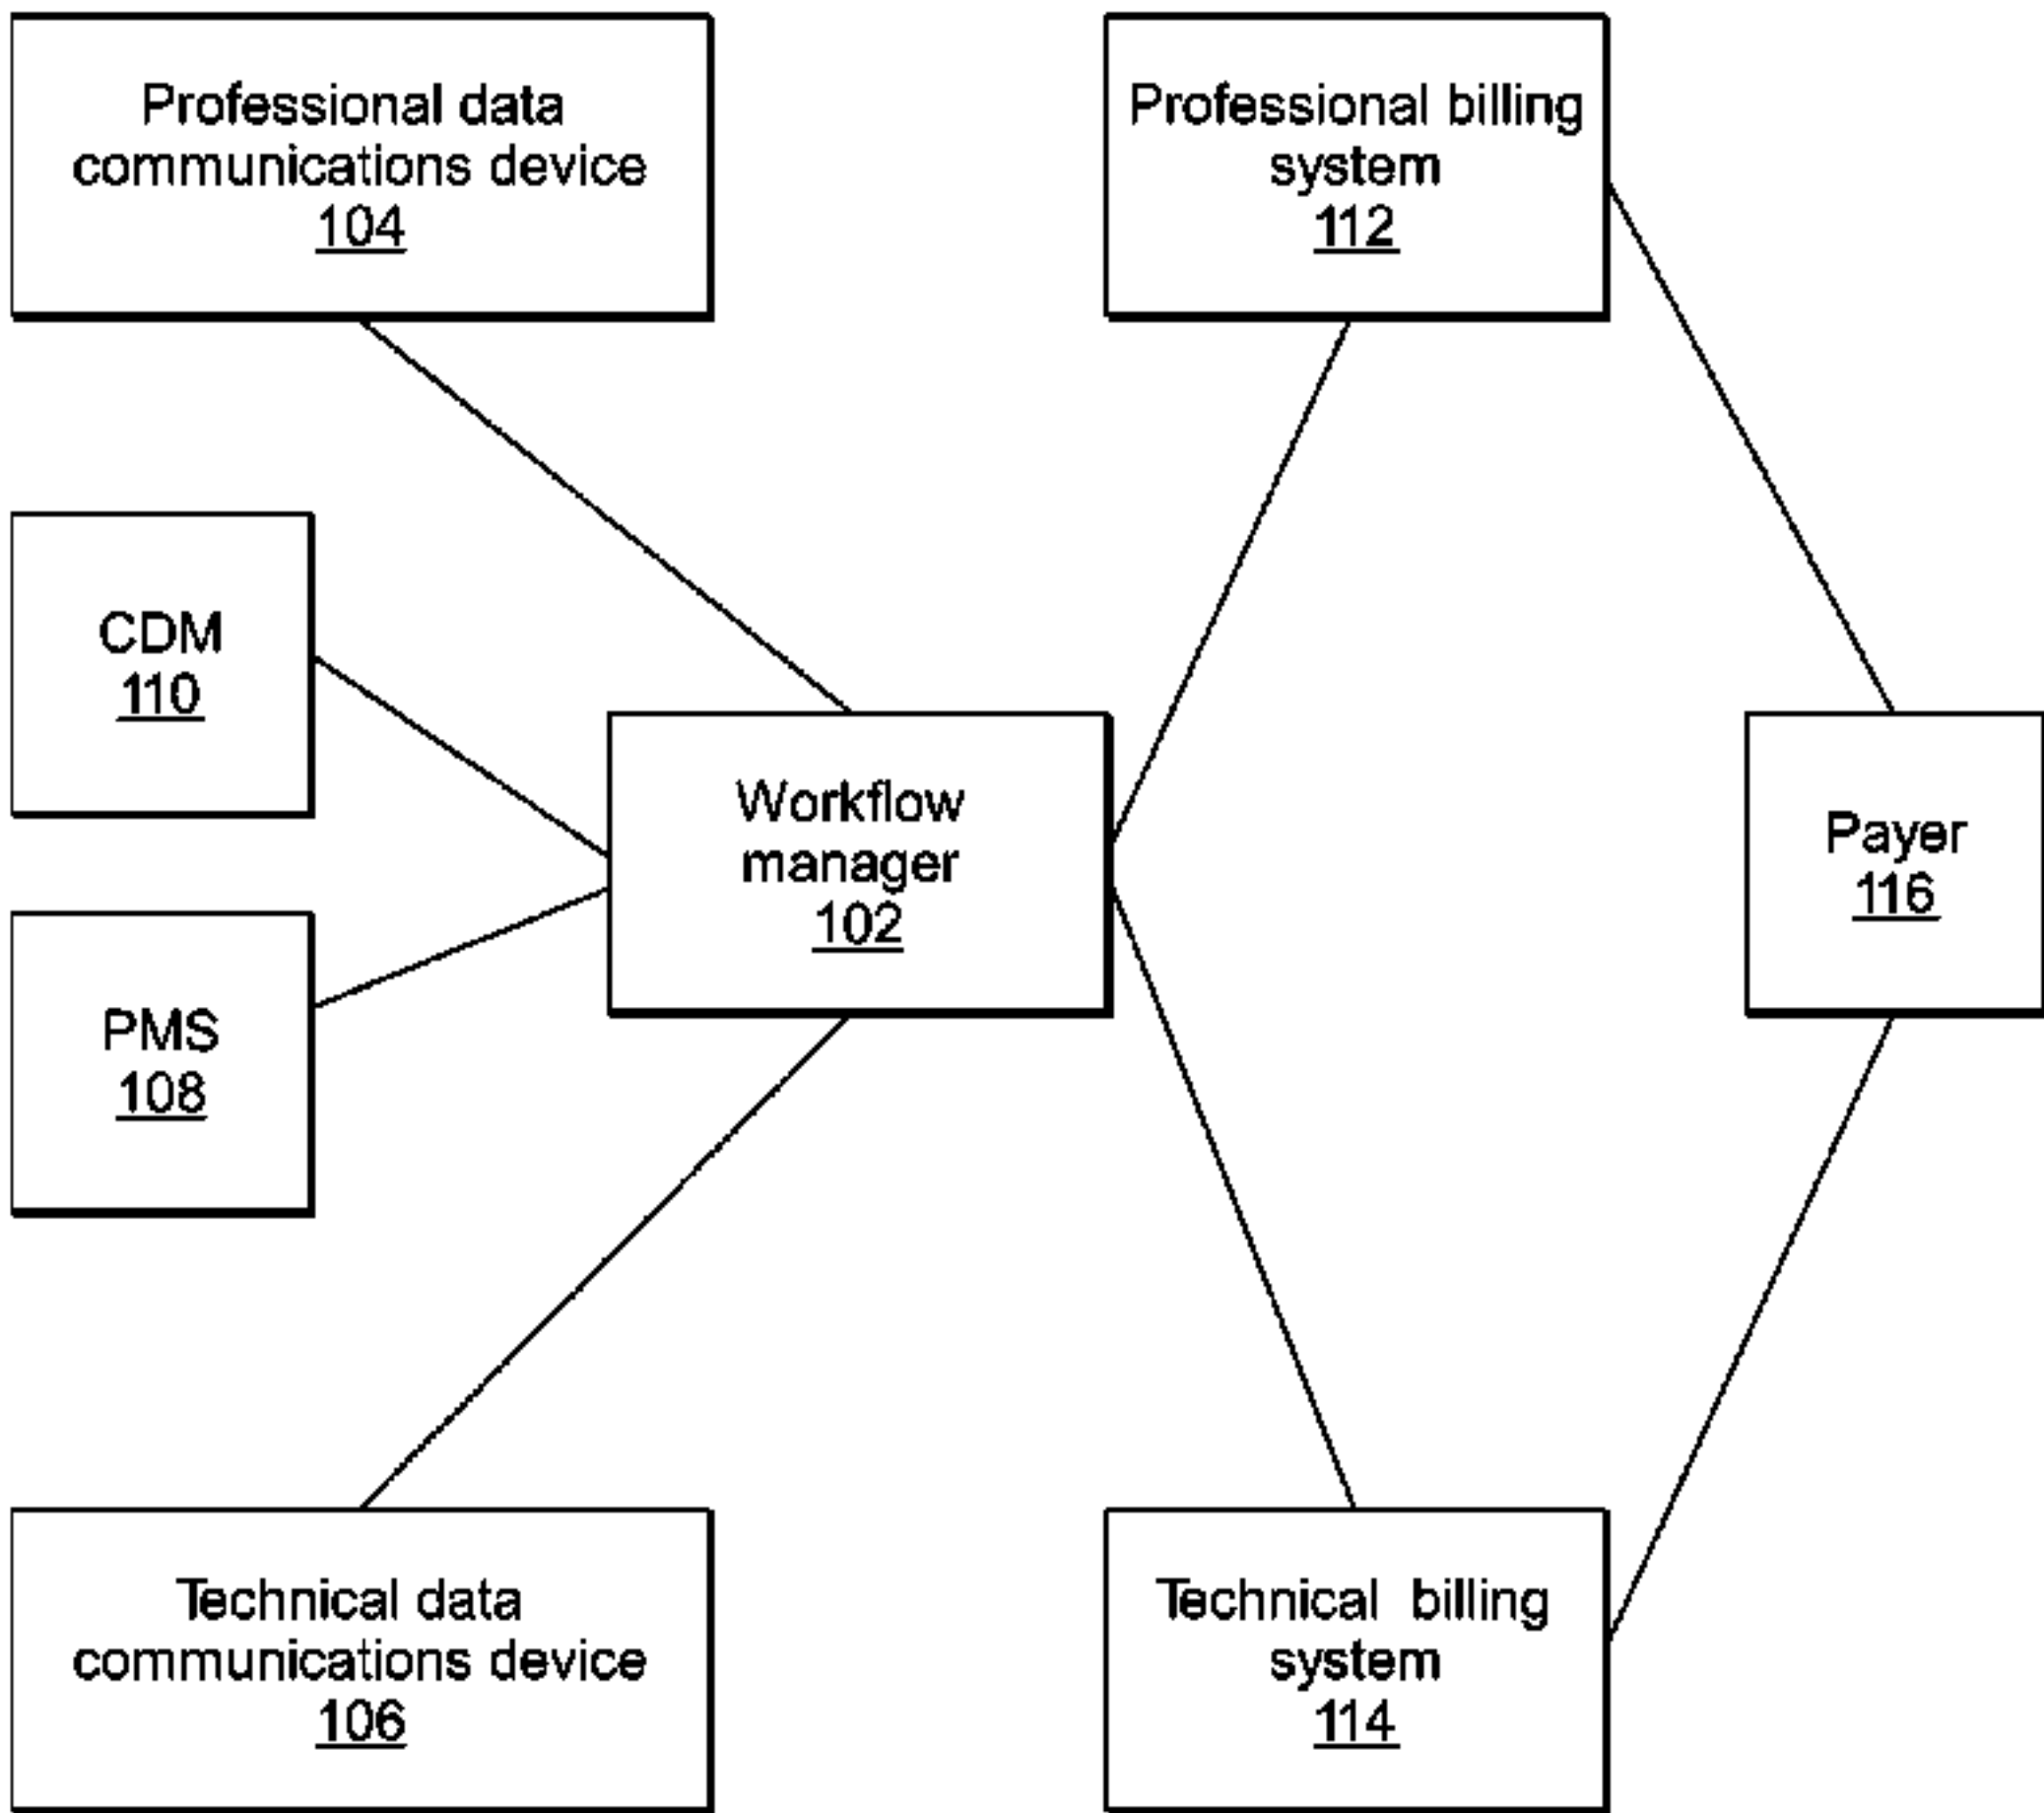 Professional data
communications device
104
Professional billing
system
112
CDM
110
Workflow
manager
102
Payer
116
PMS
108
Technical data
communications device
106
Technical billing
system
114